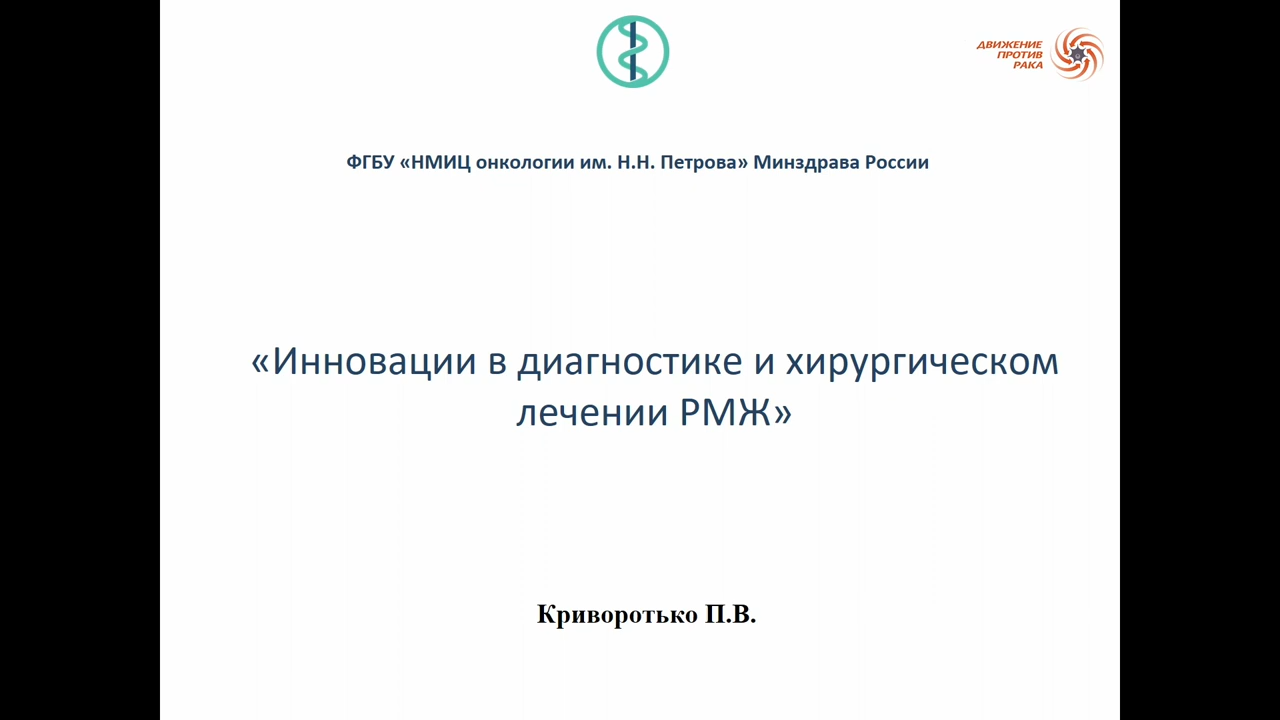 ДВИЖЕНИЕ
ПРОТИВ
РАКА
ФГБУ «НМИЦ онкологии им. Н.Н. Петрова» Минздрава России
«Инновации в диагностике и хирургическом
лечении РМЖ»
Криворотько П.В.